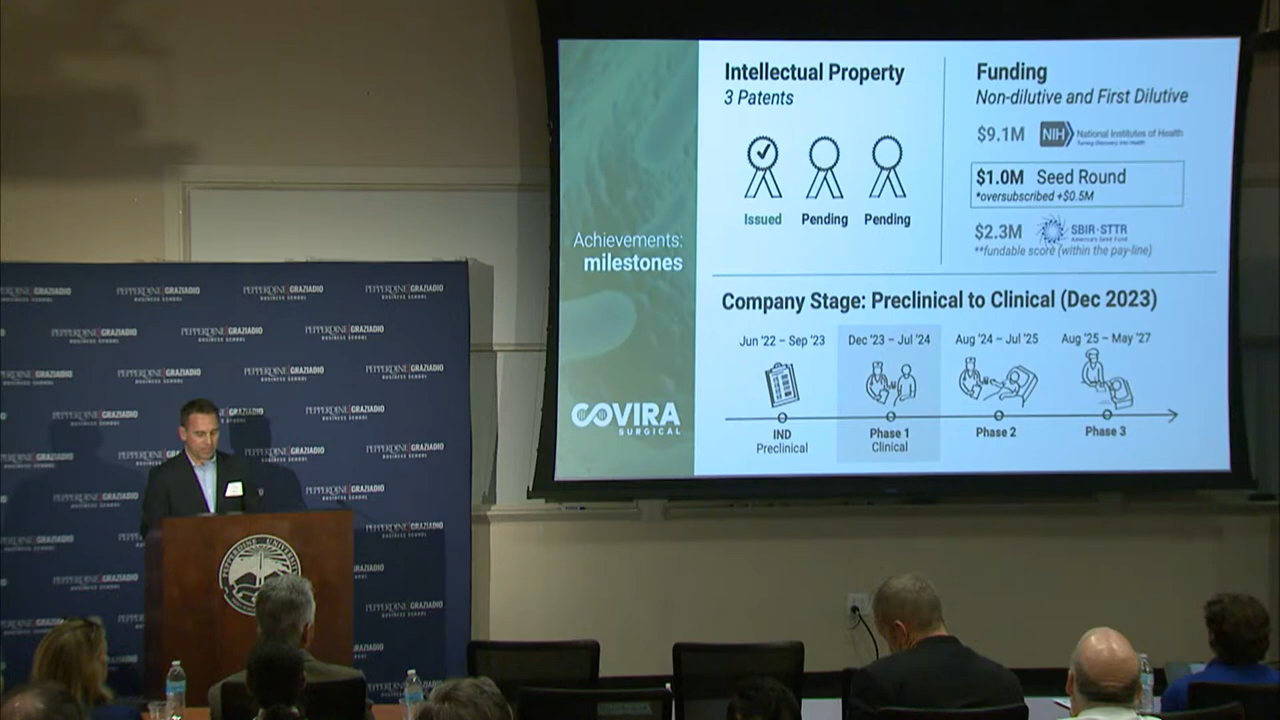 Achievements:
milestones
COVIRA
SURGICAL
Intellectual Property
3 Patents
Issued
Pending
Pending
Funding
Non-dilutive and First Dilutive
$9.1M
NIH
National Institutes of Health
Turning Discovery Into Health
$1.0M Seed Round
*oversubscribed +$0.5M
$2.3M
SBIR·STTR
America's Seed Fund
**fundable score (within the pay-line)
Company Stage: Preclinical to Clinical (Dec 2023)
Jun '22 – Sep '23
Dec '23 – Jul '24
Aug '24 – Jul '25
Aug '25 – May '27
IND
Preclinical
Phase 1
Clinical
Phase 2
Phase 3
PEPPERDINE GRAZIADIO
BUSINESS SCHOOL
PEPPERDINE UNIVERSITY